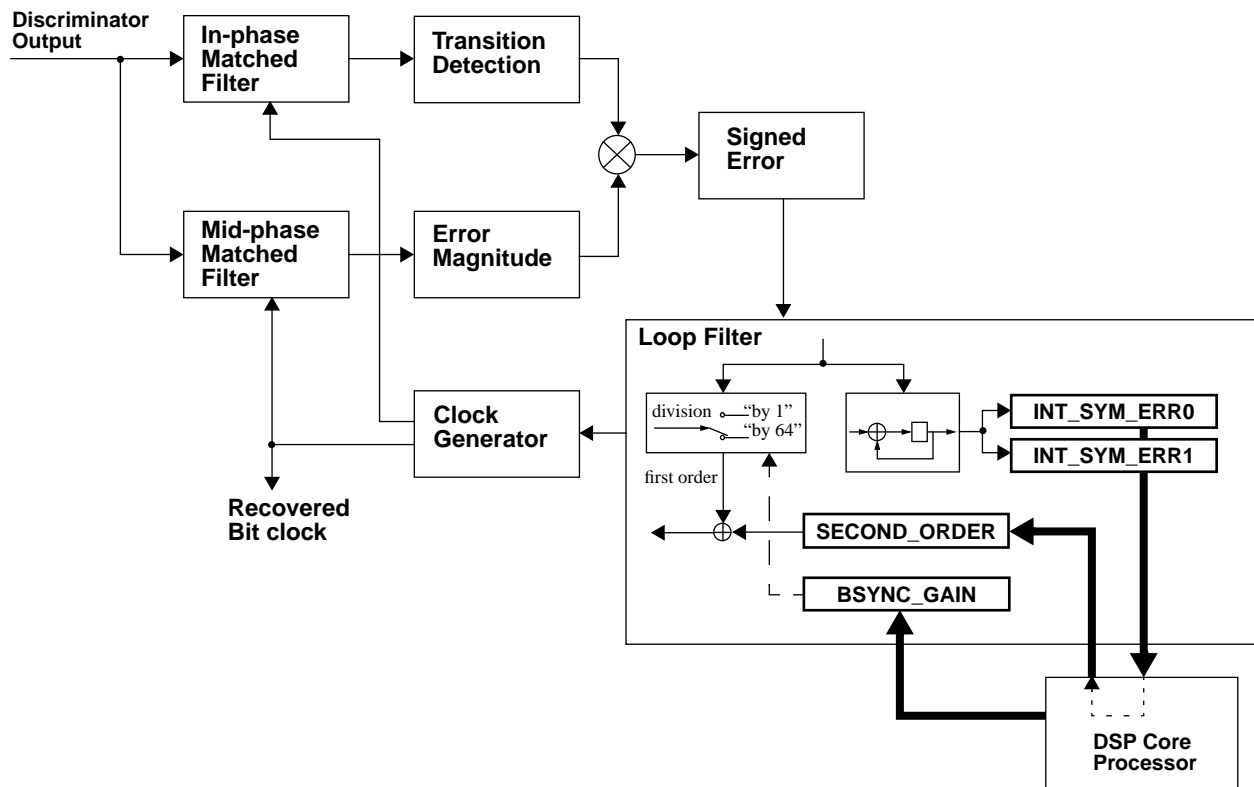 Discriminator
Output
In-phase
Matched
Filter
Transition
Detection
Signed
Error
Mid-phase
Matched
Filter
Error
Magnitude
Loop Filter
Clock
Generator
division
“by 1”
“by 64”
INT_SYM_ERR0
INT_SYM_ERR1
first order
Recovered
Bit clock
SECOND_ORDER
BSYNC_GAIN
DSP Core
Processor